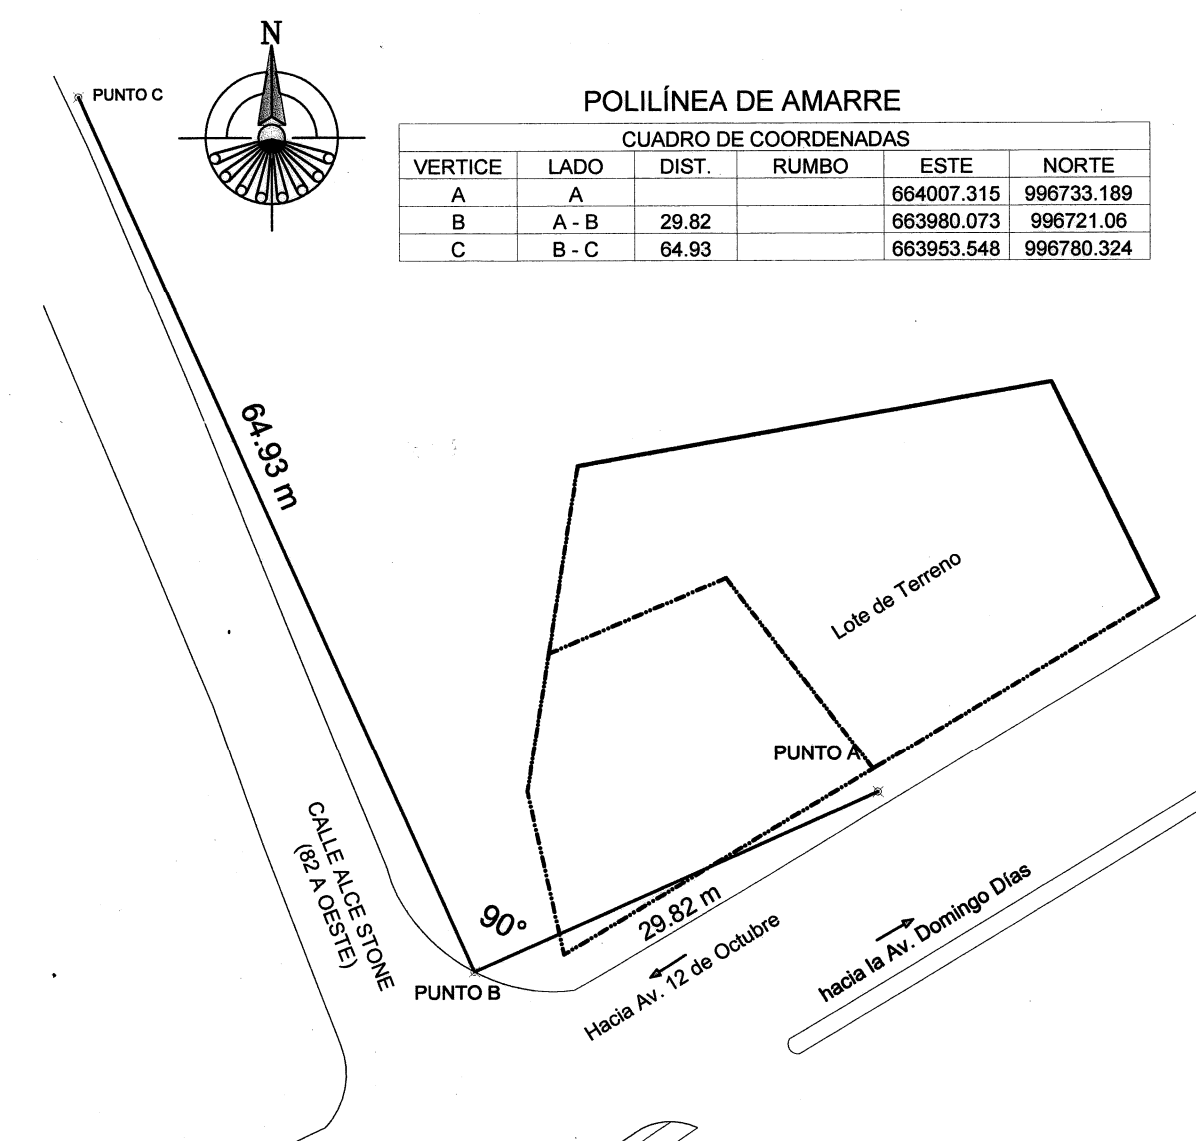 N
PUNTO C
POLILÍNEA DE AMARRE
CUADRO DE COORDENADAS
VERTICE LADO DIST. RUMBO ESTE NORTE
A A 664007.315 996733.189
B A - B 29.82 663980.073 996721.06
C B - C 64.93 663953.548 996780.324
64.93 m
Lote de Terreno
PUNTO A
CALLE ALCE STONE
(82 A OESTE)
90°
29.82 m
PUNTO B
Hacia Av. 12 de Octubre
hacia la Av. Domingo Días